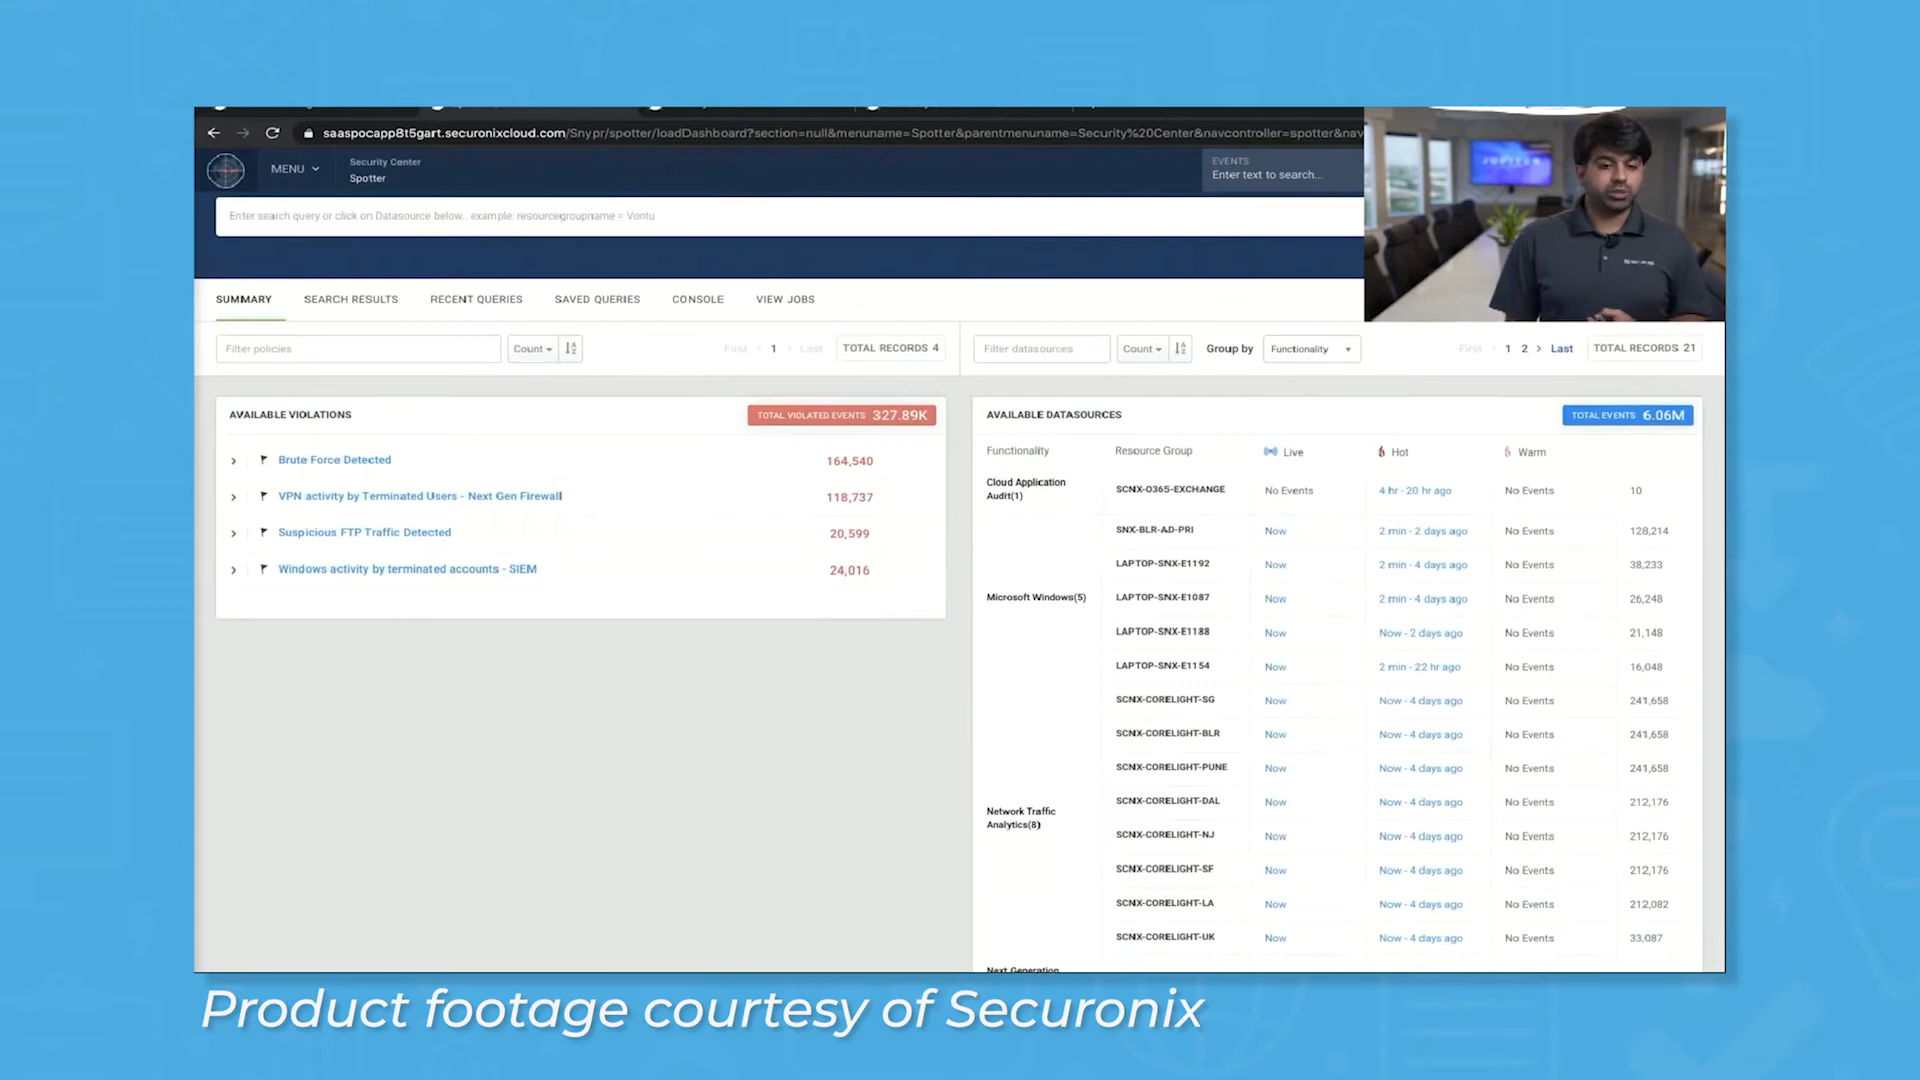 saaspocapp8t5gart.securonixcloud.com/Snypr/spotter/loadDashboard?section=null&menuname=Spotter&parentmenuname=Security%20Center&navcontroller=spotter&nav
MENU
Security Center
Spotter
EVENTS
Enter text to search...
Enter search query or click on Datasource below.. example: resourcegroupname = Vontu
SUMMARY SEARCH RESULTS RECENT QUERIES SAVED QUERIES CONSOLE VIEW JOBS
Filter policies Count First 1 Last TOTAL RECORDS 4
Filter datasources Count Group by Functionality First 1 2 Last TOTAL RECORDS 21
AVAILABLE VIOLATIONS TOTAL VIOLATED EVENTS 327.89K
Brute Force Detected 164,540
VPN activity by Terminated Users - Next Gen Firewall 118,737
Suspicious FTP Traffic Detected 20,599
Windows activity by terminated accounts - SIEM 24,016
AVAILABLE DATASOURCES TOTAL EVENTS 6.06M
Functionality Resource Group Live Hot Warm
Cloud Application
Audit(1)
SCNX-O365-EXCHANGE No Events 4 hr - 20 hr ago No Events 10
SNX-BLR-AD-PRI Now 2 min - 2 days ago No Events 128,214
LAPTOP-SNX-E1192 Now 2 min - 4 days ago No Events 38,233
Microsoft Windows(5) LAPTOP-SNX-E1087 Now 2 min - 4 days ago No Events 26,248
LAPTOP-SNX-E1188 Now Now - 2 days ago No Events 21,148
LAPTOP-SNX-E1154 Now 2 min - 22 hr ago No Events 16,048
SCNX-CORELIGHT-SG Now Now - 4 days ago No Events 241,658
SCNX-CORELIGHT-BLR Now Now - 4 days ago No Events 241,658
SCNX-CORELIGHT-PUNE Now Now - 4 days ago No Events 241,658
Network Traffic
Analytics(8)
SCNX-CORELIGHT-DAL Now Now - 4 days ago No Events 212,176
SCNX-CORELIGHT-NJ Now Now - 4 days ago No Events 212,176
SCNX-CORELIGHT-SF Now Now - 4 days ago No Events 212,176
SCNX-CORELIGHT-LA Now Now - 4 days ago No Events 212,082
SCNX-CORELIGHT-UK Now Now - 4 days ago No Events 33,087
Next Generation
Product footage courtesy of Securonix